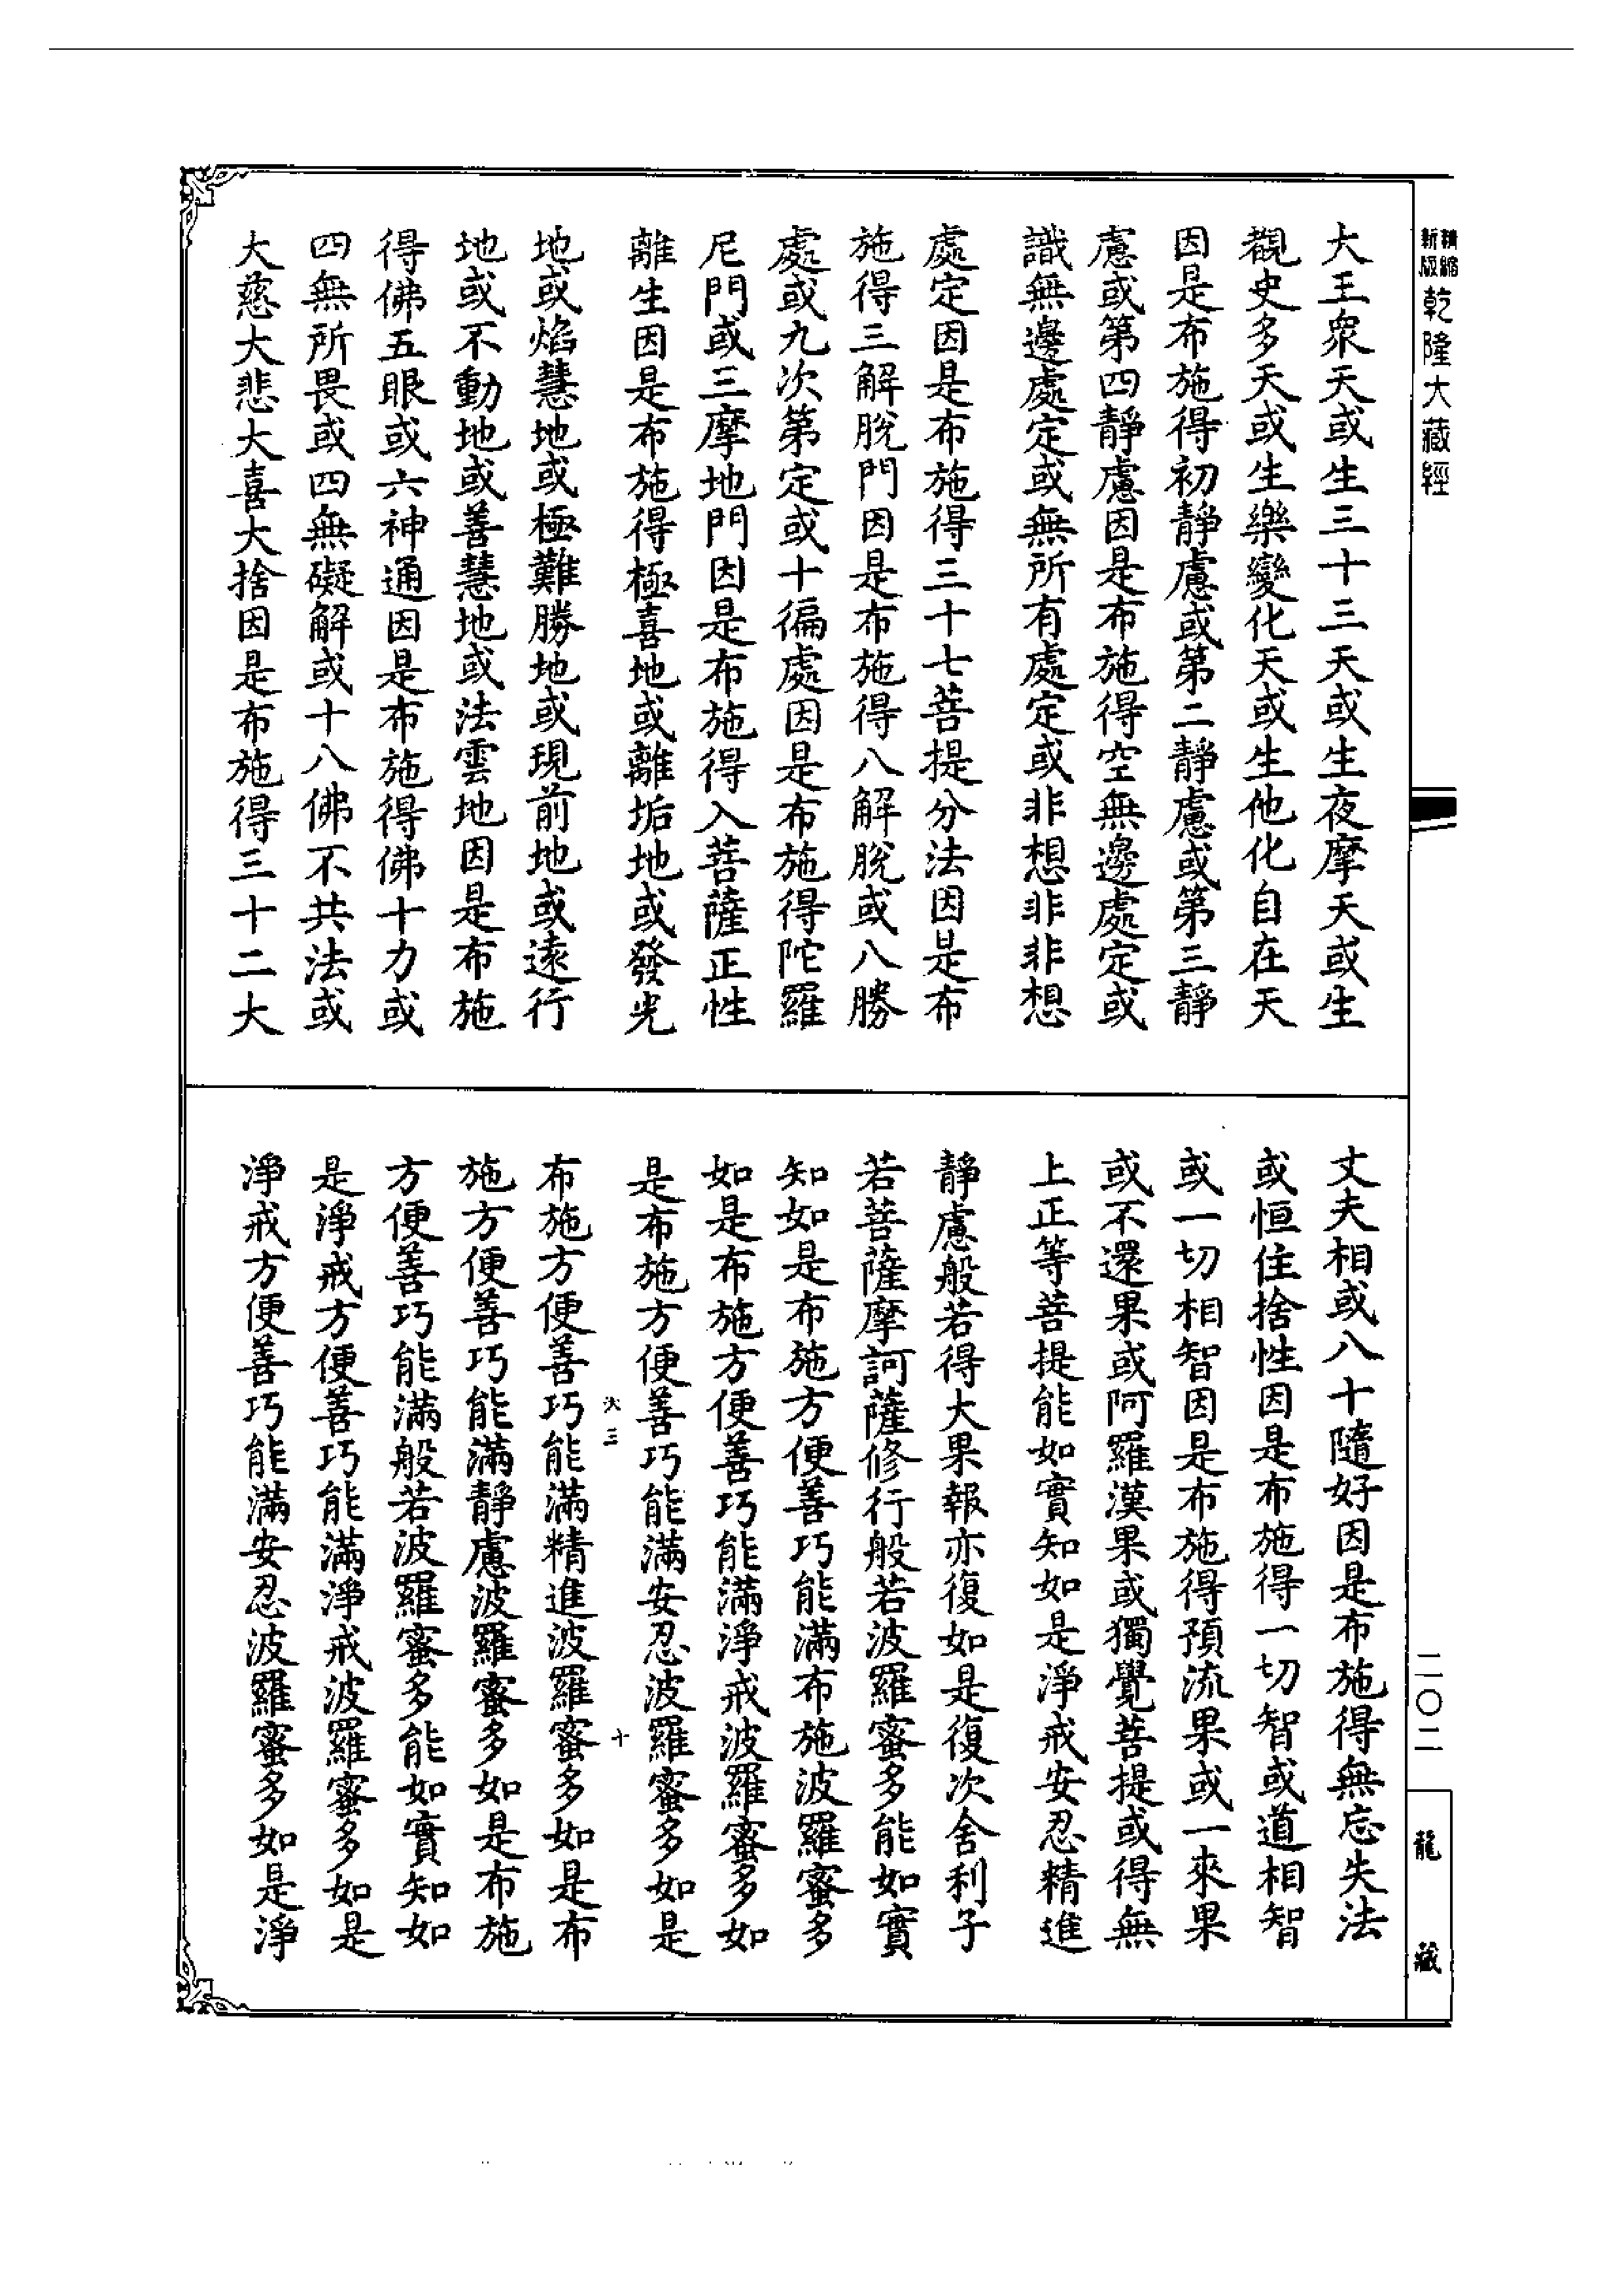 精縮
新版
乾隆大藏經
大王衆天或生三十三天或生夜摩天或生
覩史多天或生樂變化天或生他化自在天
因是布施得初靜慮或第二靜慮或第三靜
慮或第四靜慮因是布施得空無邊處定或
識無邊處定或無所有處定或非想非非想
處定因是布施得三十七菩提分法因是布
施得三解脫門因是布施得八解脫或八勝
處或九次第定或十徧處因是布施得陀羅
尼門或三摩地門因是布施得入菩薩正性
離生因是布施得極喜地或離垢地或發光
地或焰慧地或極難勝地或現前地或遠行
地或不動地或善慧地或法雲地因是布施
得佛五眼或六神通因是布施得佛十力或
四無所畏或四無礙解或十八佛不共法或
大慈大悲大喜大捨因是布施得三十二大
丈夫相或八十隨好因是布施得無忘失法
或恒住捨性因是布施得一切智或道相智
或一切相智因是布施得預流果或一來果
或不還果或阿羅漢果或獨覺菩提或得無
上正等菩提能如實知如是淨戒安忍精進
靜慮般若得大果報亦復如是復次舍利子
若菩薩摩訶薩修行般若波羅蜜多能如實
知如是布施方便善巧能滿布施波羅蜜多
如是布施方便善巧能滿淨戒波羅蜜多如
是布施方便善巧能滿安忍波羅蜜多如是
三 十
布施方便善巧能滿精進波羅蜜多如是布
施方便善巧能滿靜慮波羅蜜多如是布施
方便善巧能滿般若波羅蜜多能如實知如
是淨戒方便善巧能滿淨戒波羅蜜多如是
淨戒方便善巧能滿安忍波羅蜜多如是淨
二〇二
龍藏